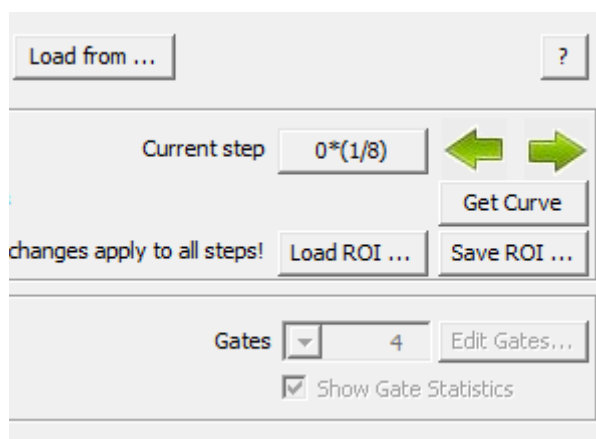 Load from ... ?
Current step 0*(1/8)
Get Curve
changes apply to all steps! Load ROI ... Save ROI ...
Gates 4 Edit Gates...
Show Gate Statistics